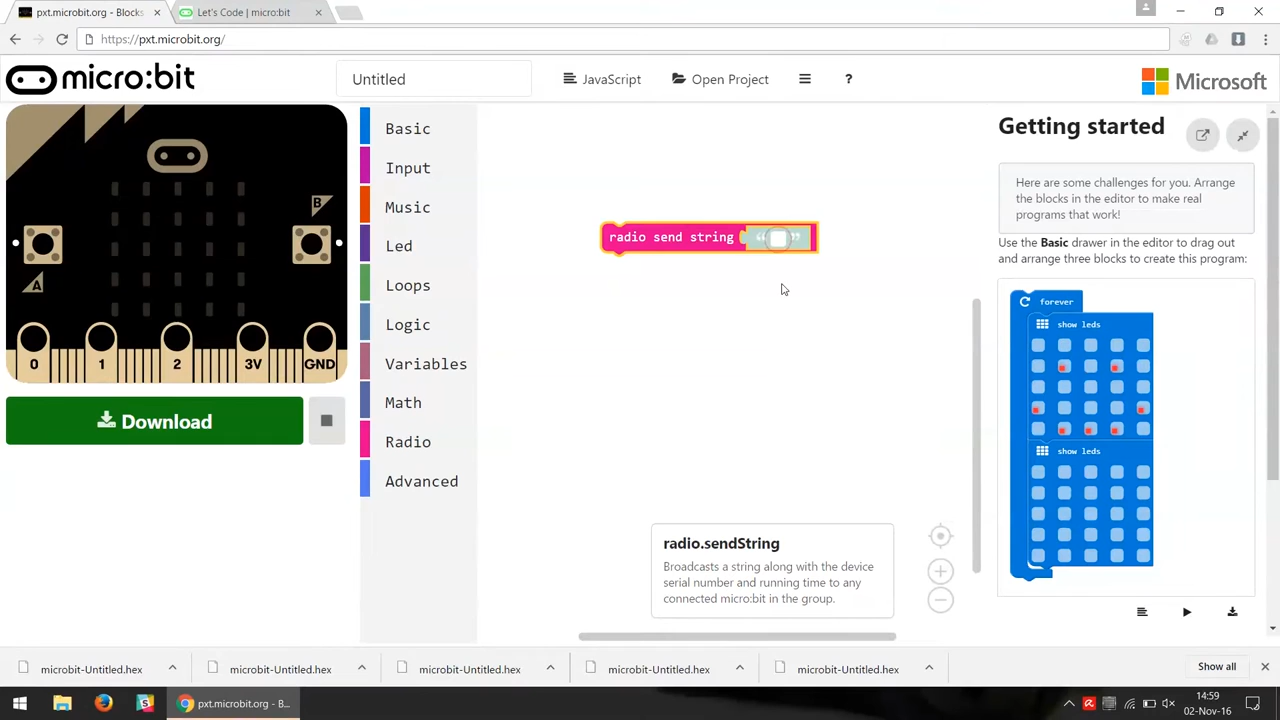 pxt.microbit.org - Blocks
Let's Code | micro:bit
https://pxt.microbit.org/
micro:bit
Untitled
JavaScript
Open Project
?
Microsoft
B
A
0
1
2
3V
GND
Download
Basic
Input
Music
Led
Loops
Logic
Variables
Math
Radio
Advanced
radio send string “ ”
radio.sendString
Broadcasts a string along with the device
serial number and running time to any
connected micro:bit in the group.
Getting started
Here are some challenges for you. Arrange
the blocks in the editor to make real
programs that work!
Use the Basic drawer in the editor to drag out
and arrange three blocks to create this program:
forever
show leds
show leds
microbit-Untitled.hex
microbit-Untitled.hex
microbit-Untitled.hex
microbit-Untitled.hex
microbit-Untitled.hex
Show all
pxt.microbit.org - B...
14:59
02-Nov-16